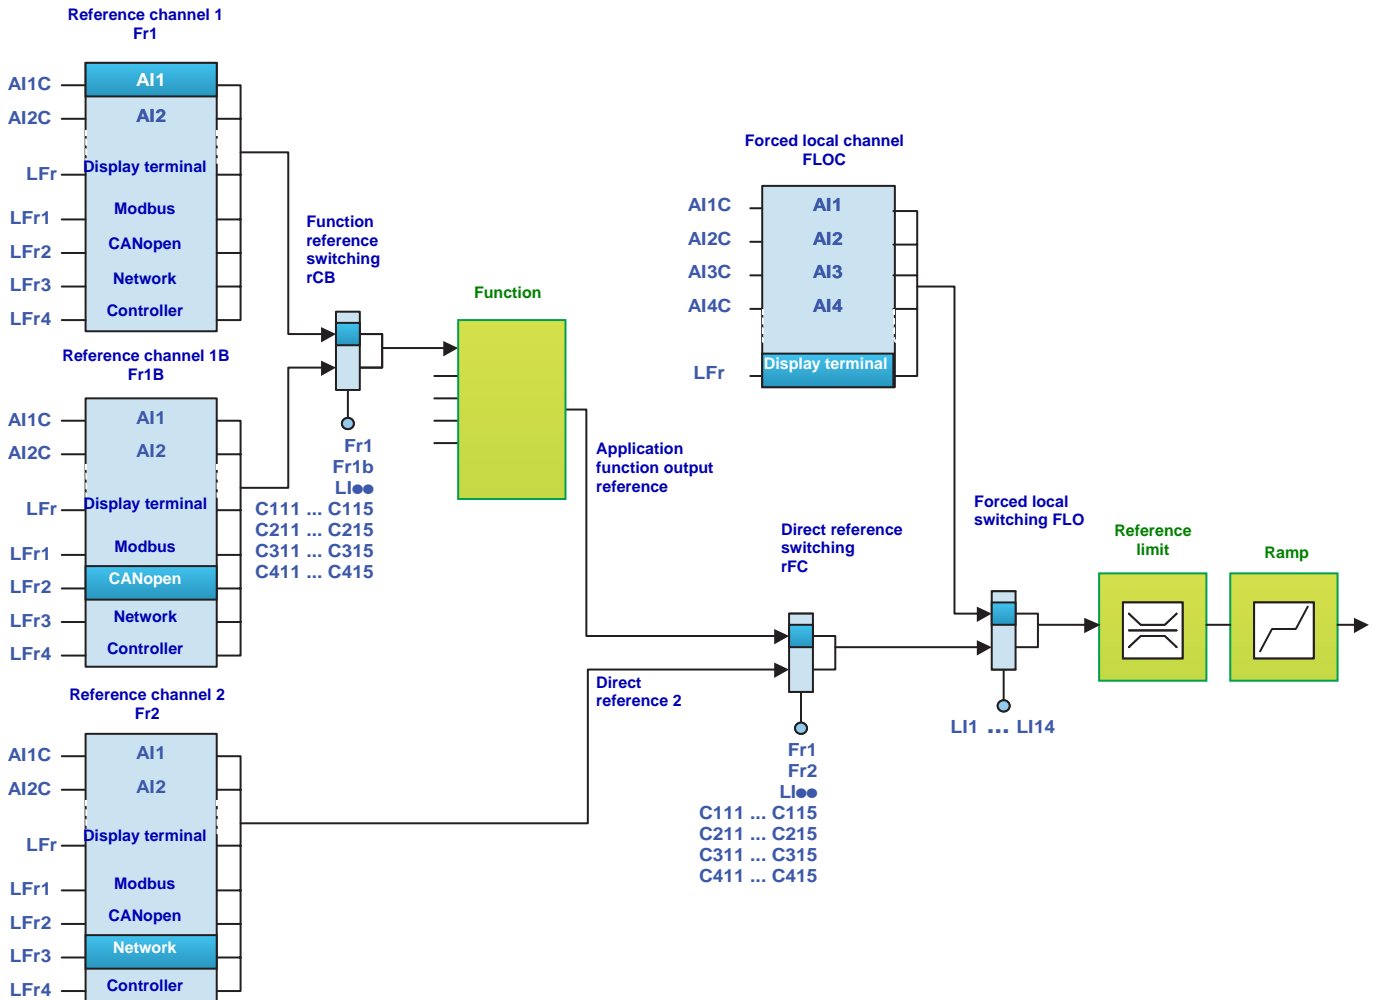 Reference channel 1
Fr1
AI1C
AI1
AI2C
AI2
LFr
Display terminal
LFr1
Modbus
LFr2
CANopen
LFr3
Network
LFr4
Controller
Reference channel 1B
Fr1B
AI1C
AI1
AI2C
AI2
LFr
Display terminal
LFr1
Modbus
LFr2
CANopen
LFr3
Network
LFr4
Controller
Reference channel 2
Fr2
AI1C
AI1
AI2C
AI2
LFr
Display terminal
LFr1
Modbus
LFr2
CANopen
LFr3
Network
LFr4
Controller
Function
reference
switching
rCB
Fr1
Fr1b
LI●●
C111 ... C115
C211 ... C215
C311 ... C315
C411 ... C415
Function
Application
function output
reference
Direct
reference 2
Forced local channel
FLOC
AI1C
AI1
AI2C
AI2
AI3C
AI3
AI4C
AI4
LFr
Display terminal
Direct reference
switching
rFC
Fr1
Fr2
LI●●
C111 ... C115
C211 ... C215
C311 ... C315
C411 ... C415
Forced local
switching FLO
LI1 ... LI14
Reference
limit
Ramp